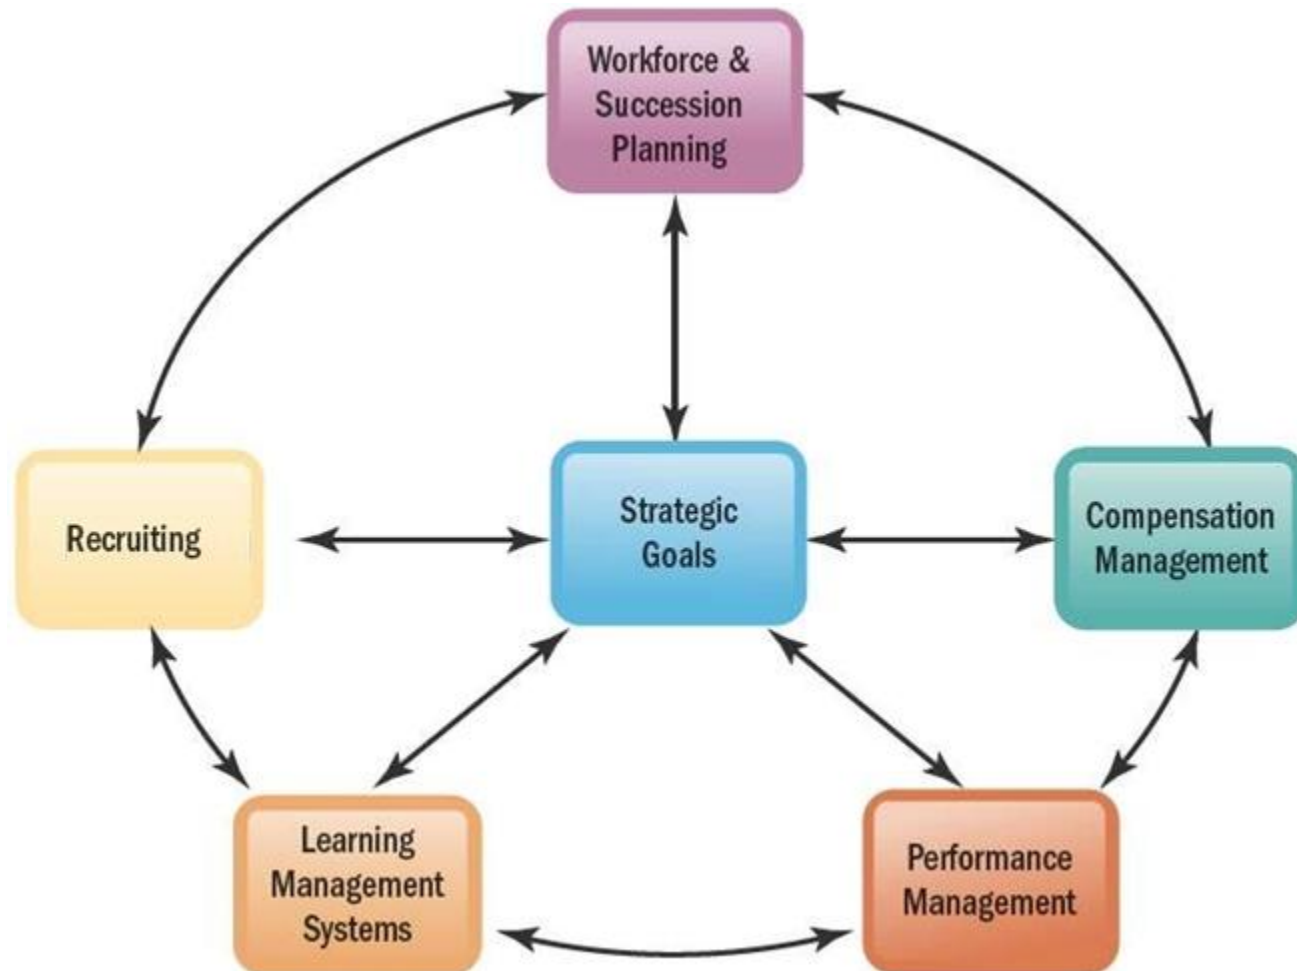 Workforce &
Succession
Planning
Recruiting
Strategic
Goals
Compensation
Management
Learning
Management
Systems
Performance
Management